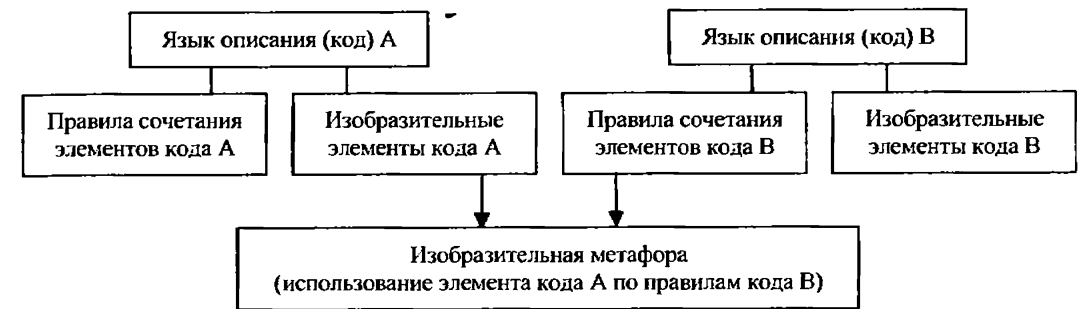 Язык описания (код) А
Язык описания (код) В
Правила сочетания
элементов кода А
Изобразительные
элементы кода А
Правила сочетания
элементов кода В
Изобразительные
элементы кода В
Изобразительная метафора
(использование элемента кода А по правилам кода В)